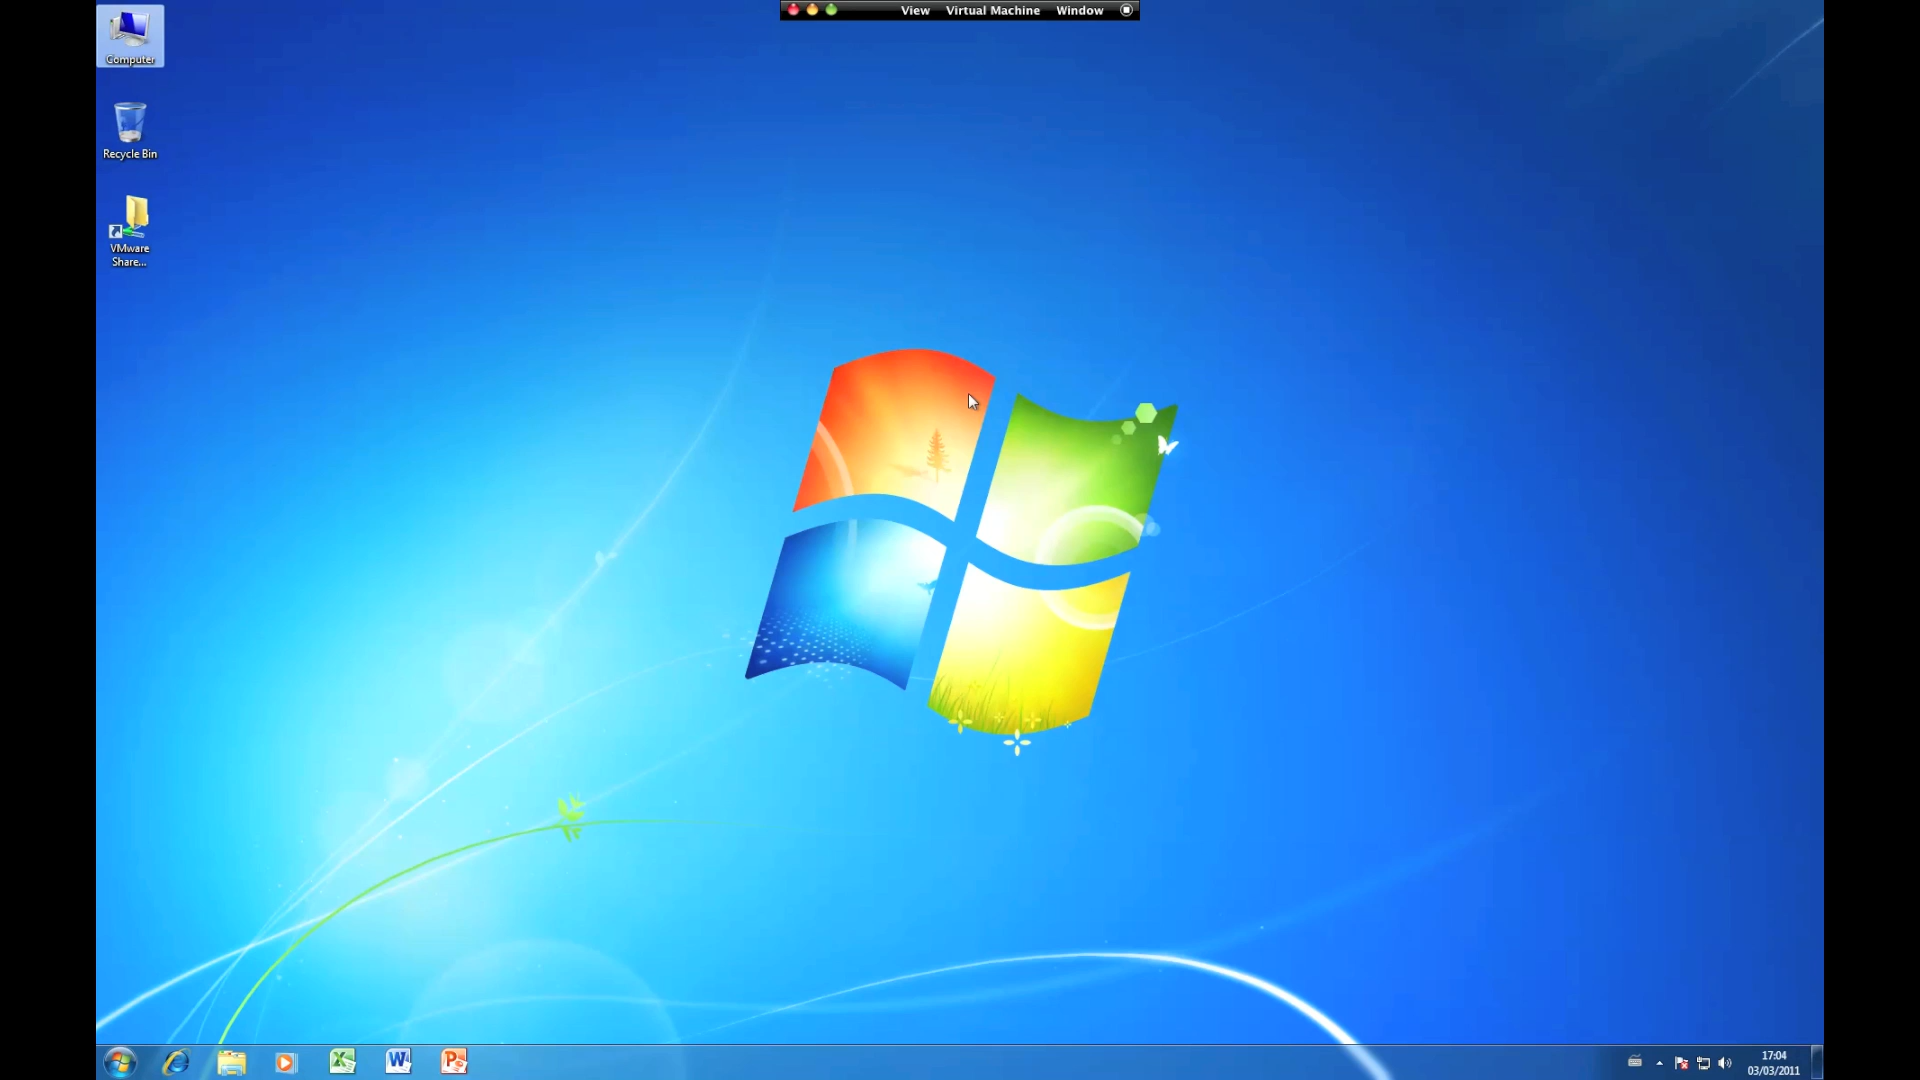 View Virtual Machine Window
Computer
Recycle Bin
VMware
Share...
17:04
03/03/2011